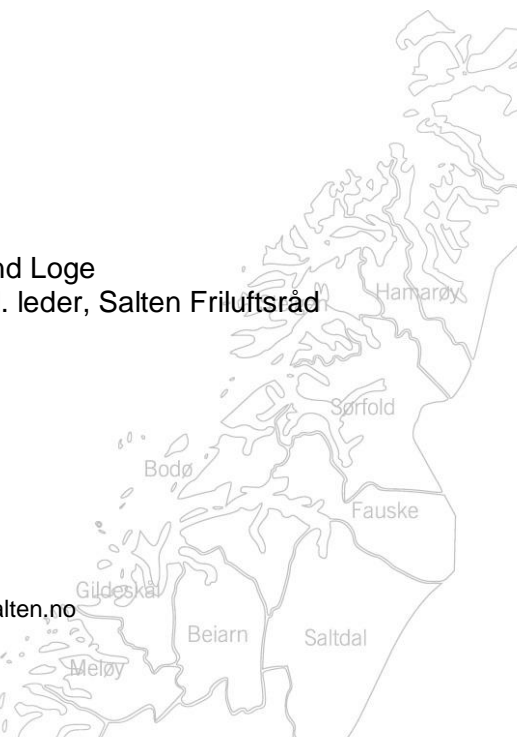 nd Loge
. leder, Salten Friluftsråd
Hamarøy
Sørfold
Bodø
Fauske
Gildeskål
alten.no
Beiarn
Saltdal
Meløy